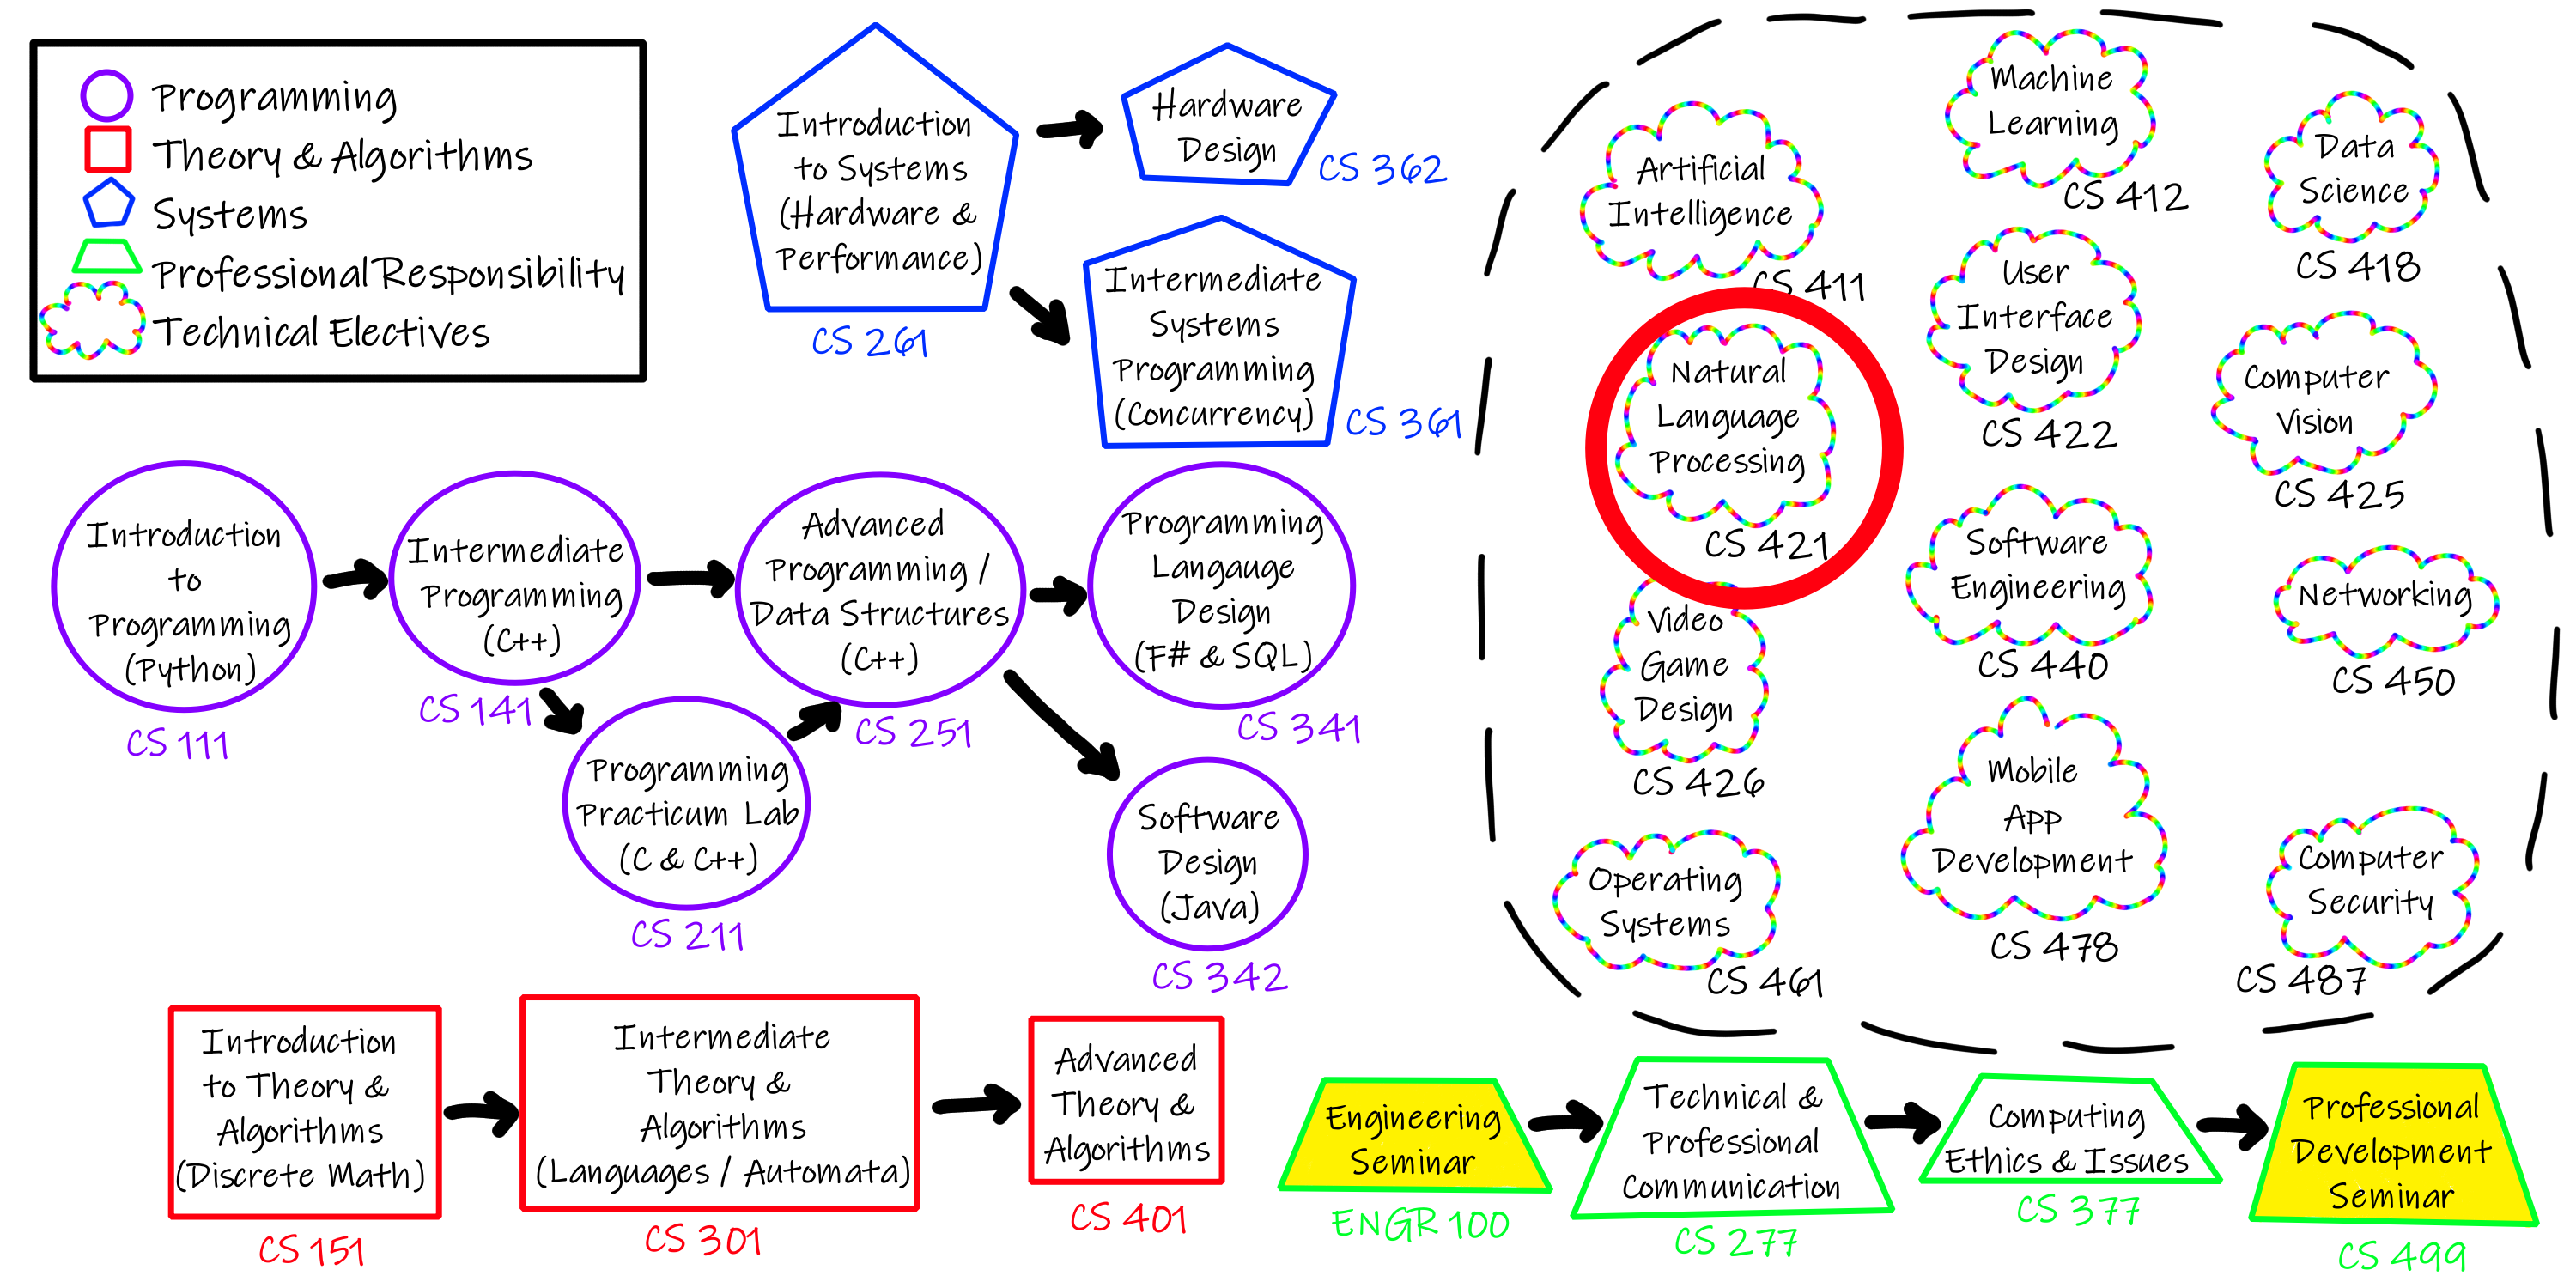 Programming
Theory & Algorithms
Systems
Professional Responsibility
Technical Electives
Introduction
to Systems
(Hardware &
Performance)
CS 261
Hardware
Design
CS 362
Intermediate
Systems
Programming
(Concurrency)
CS 361
Introduction
to
Programming
(Python)
CS 111
Intermediate
Programming
(C++)
CS 141
Programming
Practicum Lab
(C & C++)
CS 211
Advanced
Programming /
Data Structures
(C++)
CS 251
Programming
Langauge
Design
(F# & SQL)
CS 341
Software
Design
(Java)
CS 342
Introduction
to Theory &
Algorithms
(Discrete Math)
CS 151
Intermediate
Theory &
Algorithms
(Languages / Automata)
CS 301
Advanced
Theory &
Algorithms
CS 401
Artificial
Intelligence
CS 411
Machine
Learning
CS 412
Data
Science
CS 418
Natural
Language
Processing
CS 421
User
Interface
Design
CS 422
Computer
Vision
CS 425
Video
Game
Design
CS 426
Software
Engineering
CS 440
Networking
CS 450
Operating
Systems
CS 461
Mobile
App
Development
CS 478
Computer
Security
CS 487
Engineering
Seminar
ENGR 100
Technical &
Professional
Communication
CS 277
Computing
Ethics & Issues
CS 377
Professional
Development
Seminar
CS 499